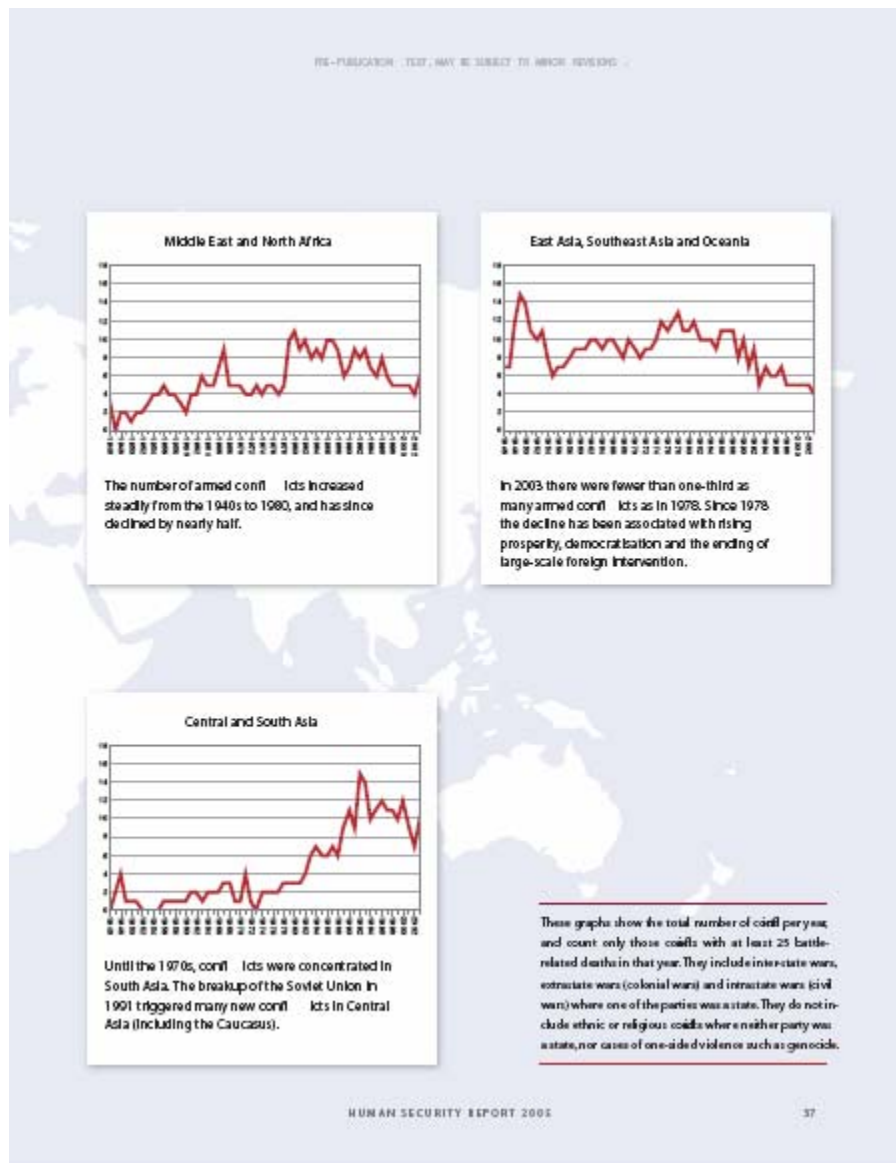 PRE-PUBLICATION TEXT, MAY BE SUBJECT TO MINOR REVISIONS .
Middle East and North Africa
The number of armed confl icts increased
steadily from the 1940s to 1980, and has since
declined by nearly half.
East Asia, Southeast Asia and Oceania
In 2003 there were fewer than one-third as
many armed confl icts as in 1978. Since 1978
the decline has been associated with rising
prosperity, democratisation and the ending of
large-scale foreign intervention.
Central and South Asia
Until the 1970s, confl icts were concentrated in
South Asia. The breakup of the Soviet Union in
1991 triggered many new confl icts in Central
Asia (including the Caucasus).
These graphs show the total number of per year,
and count only those with at least 25 battle-
related deaths in that year. They include inter-state wars,
extrastate wars (colonial wars) and intrastate wars (civil
wars) where one of the parties was a state. They do not in-
clude ethnic or religious where neither party was
a state, nor cases of one-sided violence such as genocide.
HUMAN SECURITY REPORT 2005 37